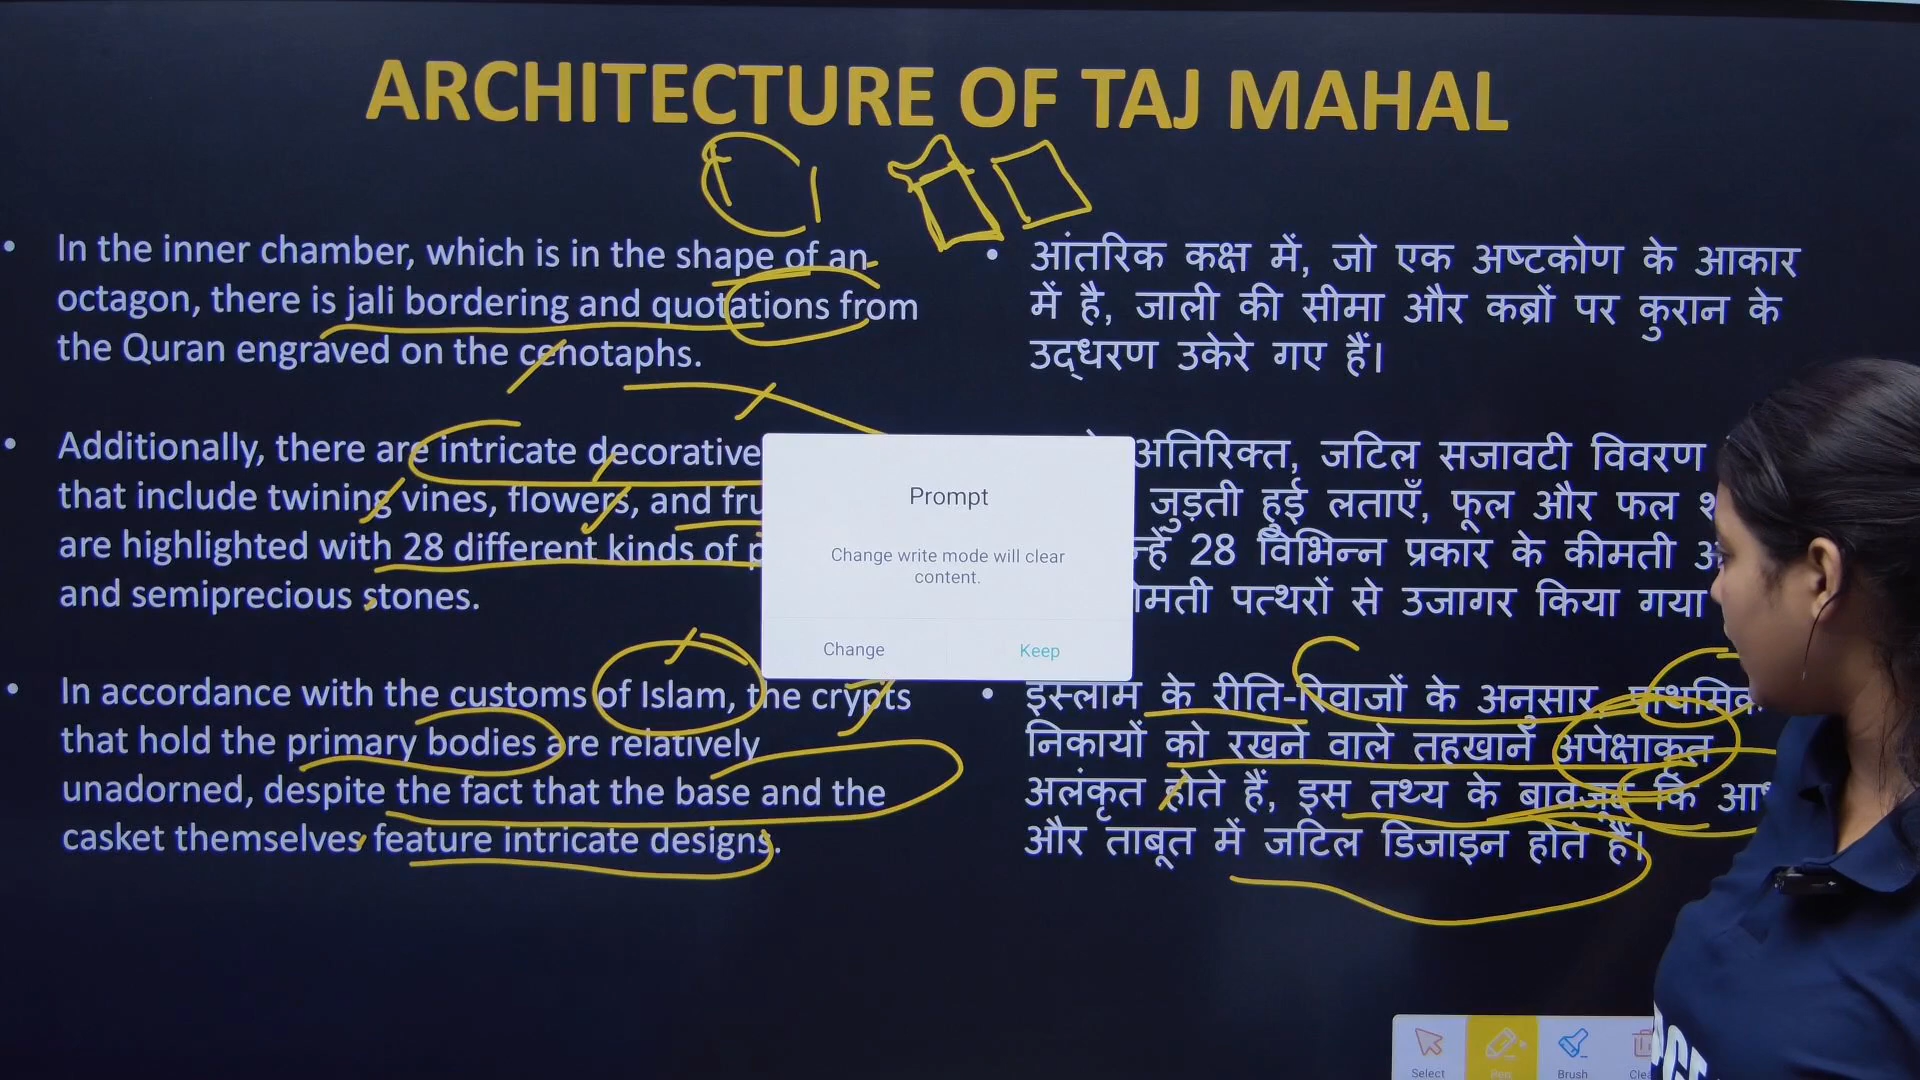 ARCHITECTURE OF TAJ MAHAL
• In the inner chamber, which is in the shape of an
octagon, there is jali bordering and quotations from
the Quran engraved on the cenotaphs.
• Additionally, there are intricate decorative
that include twining vines, flowers, and
are highlighted with 28 different kinds of
and semiprecious stones.
• In accordance with the customs of Islam, the crypts
that hold the primary bodies are relatively
unadorned, despite the fact that the base and the
casket themselves feature intricate designs.
• आंतरिक कक्ष में, जो एक अष्टकोण के आकार
में है, जाली की सीमा और कब्रों पर कुरान के
उद्धरण उकेरे गए हैं।
अतिरिक्त, जटिल सजावटी विवरण
जुड़ती हुई लताएँ, फूल और फल
28 विभिन्न प्रकार के कीमती
पत्थरों से उजागर किया गया
• इस्लाम के रीति-रिवाजों के अनुसार, प्राथमिक
निकायों को रखने वाले तहखाने अपेक्षाकृत
अलंकृत होते हैं, इस तथ्य के बावजूद कि
और ताबूत में जटिल डिजाइन होते हैं।
Prompt
Change write mode will clear
content.
Change Keep
Select Pen Brush